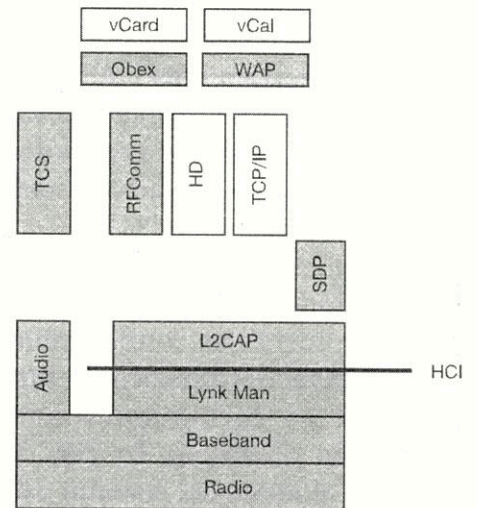 vCard
vCal
Obex
WAP
TCS
RFComm
HD
TCP/IP
SDP
Audio
L2CAP
HCI
Lynk Man
Baseband
Radio